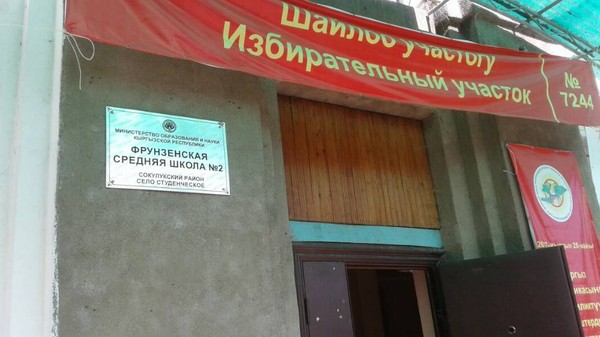 Шайлоо участогу
Избирательный участок
№
7244
МИНИСТЕРСТВО ОБРАЗОВАНИЯ И НАУКИ
КЫРГЫЗСКОЙ РЕСПУБЛИКИ
ФРУНЗЕНСКАЯ
СРЕДНЯЯ ШКОЛА №2
СОКУЛУКСКИЙ РАЙОН
СЕЛО СТУДЕНЧЕСКОЕ